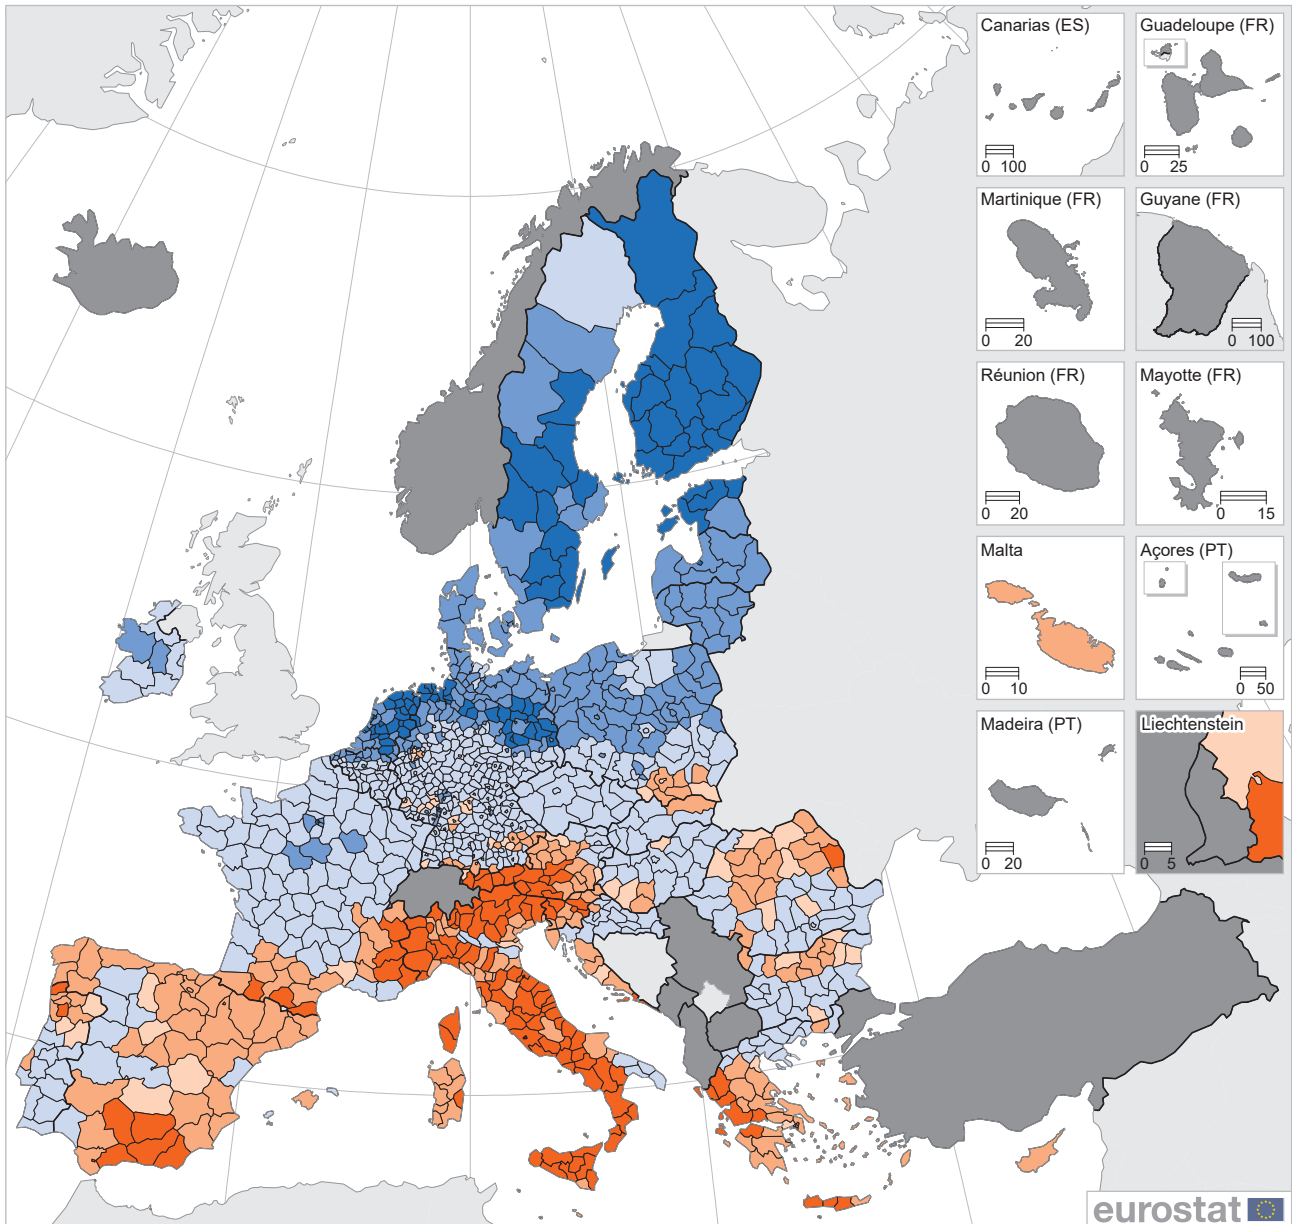 Canarias (ES)
0 100
Guadeloupe (FR)
0 25
Martinique (FR)
0 20
Guyane (FR)
0 100
Réunion (FR)
0 20
Mayotte (FR)
0 15
Malta
0 10
Açores (PT)
0 50
Madeira (PT)
0 20
Liechtenstein
0 5
eurostat